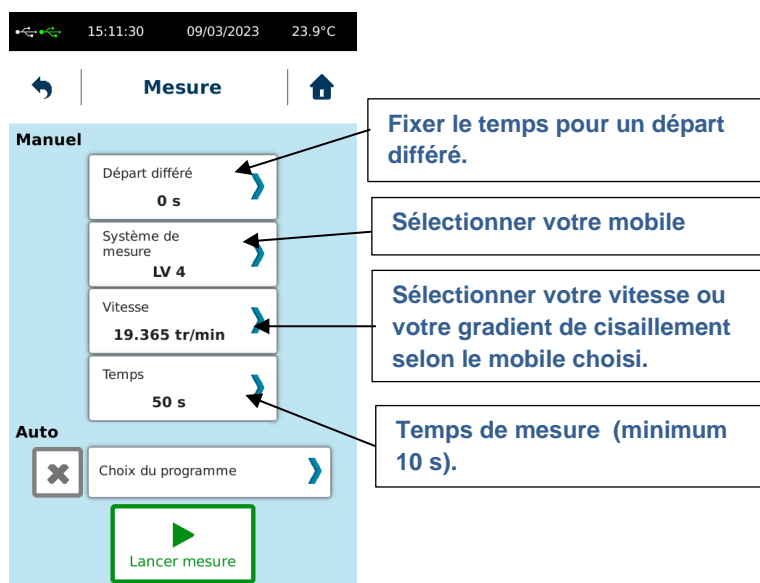 15:11:30 09/03/2023 23.9°C
Mesure
Manuel
Départ différé
0 s
Système de
mesure
LV 4
Vitesse
19.365 tr/min
Temps
50 s
Auto
Choix du programme
Lancer mesure
Fixer le temps pour un départ
différé.
Sélectionner votre mobile
Sélectionner votre vitesse ou
votre gradient de cisaillement
selon le mobile choisi.
Temps de mesure (minimum
10 s).